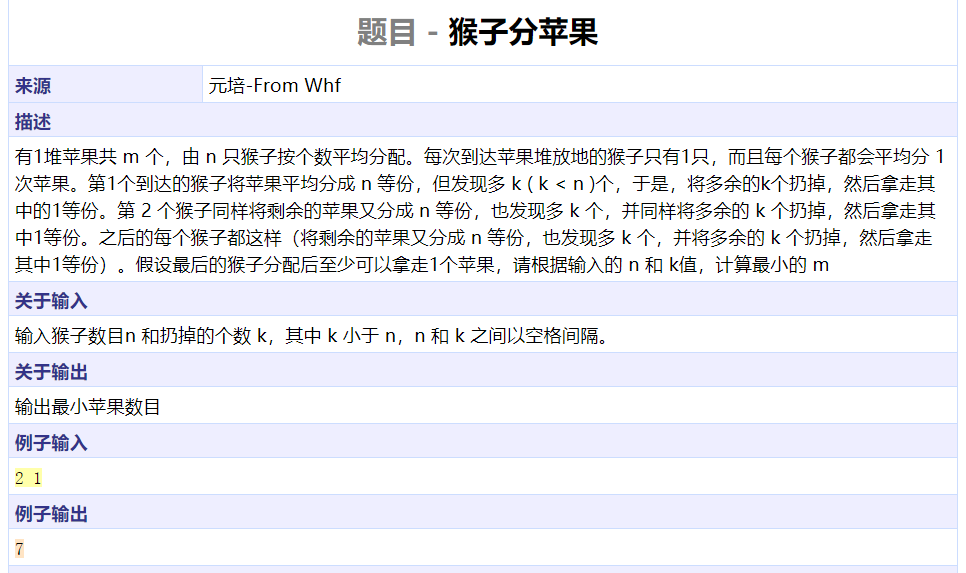 题目 - 猴子分苹果
来源 元培-From Whf
描述
有1堆苹果共 m 个，由 n 只猴子按个数平均分配。每次到达苹果堆放地的猴子只有1只，而且每个猴子都会平均分 1
次苹果。第1个到达的猴子将苹果平均分成 n 等份，但发现多 k ( k < n )个，于是，将多余的k个扔掉，然后拿走其
中的1等份。第 2 个猴子同样将剩余的苹果又分成 n 等份，也发现多 k 个，并同样将多余的 k 个扔掉，然后拿走其
中1等份。之后的每个猴子都这样（将剩余的苹果又分成 n 等份，也发现多 k 个，并将多余的 k 个扔掉，然后拿走
其中1等份）。假设最后的猴子分配后至少可以拿走1个苹果，请根据输入的 n 和 k值，计算最小的 m
关于输入
输入猴子数目n 和扔掉的个数 k，其中 k 小于 n，n 和 k 之间以空格间隔。
关于输出
输出最小苹果数目
例子输入
2 1
例子输出
7